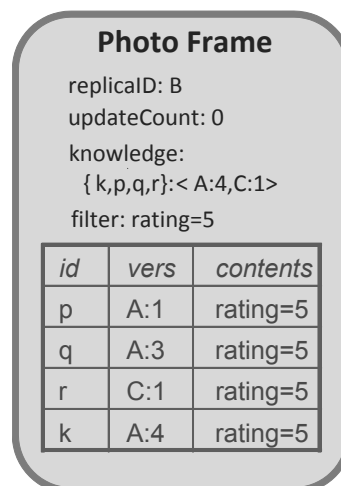 Photo Frame
replicaID: B
updateCount: 0
knowledge:
{ k,p,q,r}:< A:4,C:1>
filter: rating=5
id vers contents
p A:1 rating=5
q A:3 rating=5
r C:1 rating=5
k A:4 rating=5